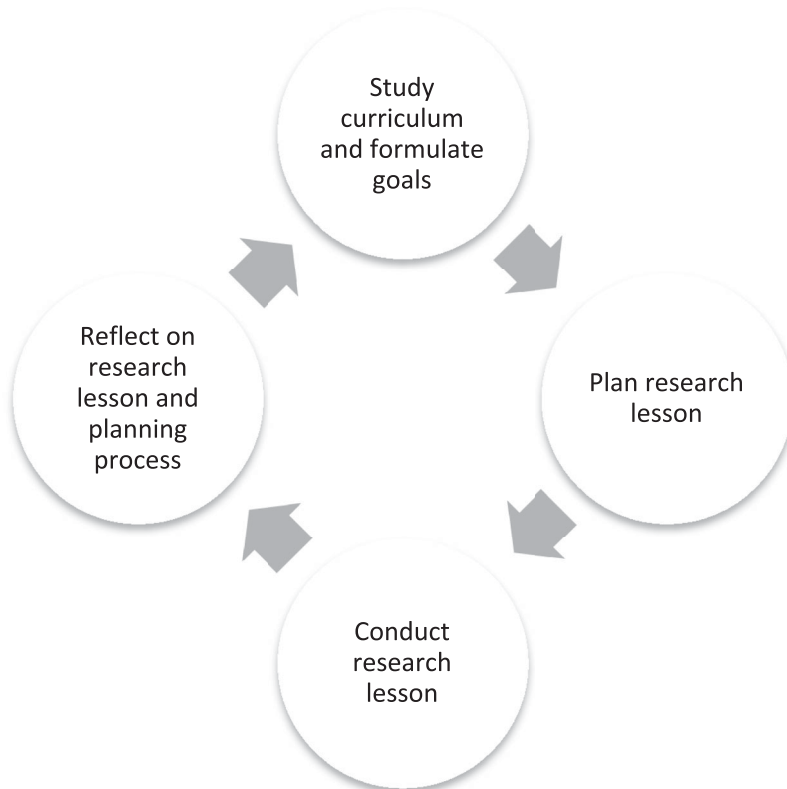 Study
curriculum
and formulate
goals
Plan research
lesson
Conduct
research
lesson
Reflect on
research
lesson and
planning
process